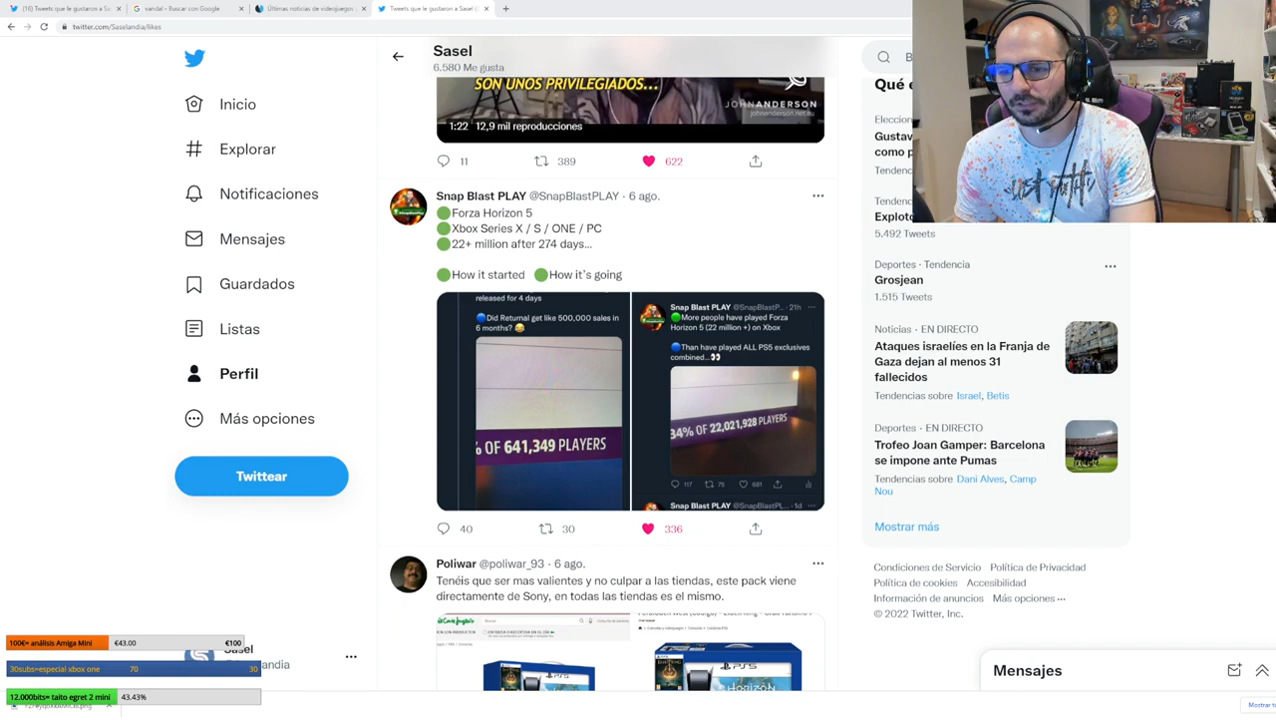 (16) Tweets que le gustaron a Sa
vandal - Buscar con Google
Últimas noticias de videojuegos
Tweets que le gustaron a Sasel (
twitter.com/Saselandia/likes
Inicio
Explorar
Notificaciones
Mensajes
Guardados
Listas
Perfil
Más opciones
Twittear
Sasel
6.580 Me gusta
SON UNOS PRIVILEGIADOS...
JOHNANDERSON
johnanderson.net.au
1:22 12,9 mil reproducciones
11 389 622
Snap Blast PLAY @SnapBlastPLAY · 6 ago.
Forza Horizon 5
Xbox Series X / S / ONE / PC
22+ million after 274 days...
How it started How it's going
released for 4 days
Did Returnal get like 500,000 sales in
6 months?
% OF 641,349 PLAYERS
Snap Blast PLAY @SnapBlastP... · 21h
More people have played Forza
Horizon 5 (22 million +) on Xbox
Than have played ALL PS5 exclusives
combined...
34% OF 22,021,928 PLAYERS
117 75 681
Snap Blast PLAY @SnapBlastPL... · 1d
40 30 336
Poliwar @poliwar_93 · 6 ago.
Tenéis que ser mas valientes y no culpar a las tiendas, este pack viene
directamente de Sony, en todas las tiendas es el mismo.
PS5
PS5
HORIZON
B
Qué e
Eleccion
Gustav
como p
Tendenc
Tendenc
Exploto
5.492 Tweets
Deportes · Tendencia
Grosjean
1.515 Tweets
Noticias · EN DIRECTO
Ataques israelíes en la Franja de
Gaza dejan al menos 31
fallecidos
Tendencias sobre Israel, Betis
Deportes · EN DIRECTO
Trofeo Joan Gamper: Barcelona
se impone ante Pumas
Tendencias sobre Dani Alves, Camp
Nou
Mostrar más
Condiciones de Servicio Política de Privacidad
Política de cookies Accesibilidad
Información de anuncios Más opciones ···
© 2022 Twitter, Inc.
Mensajes
Mostrar to
100€= análisis Amiga Mini €43.00 €100
Sasel
landia
30subs=especial xbox one 70 30
12.000bits= taito egret 2 mini 43.43%